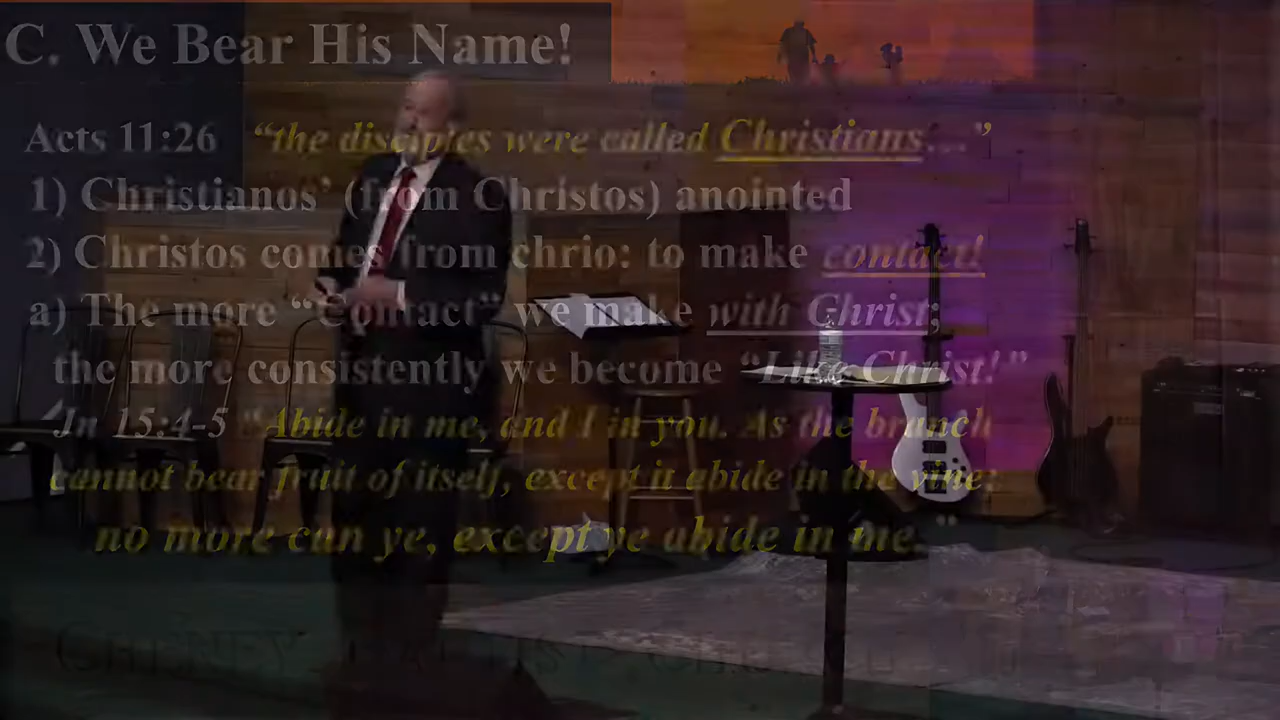 C. We Bear His Name!
Acts 11:26 “the disciples were called Christians…”
1) Christianos’ (from Christos) anointed
2) Christos comes from chrio: to make contact!
a) The more “Contact” we make with Christ;
the more consistently we become “Like Christ!”
Jn 15:4-5 “Abide in me, and I in you. As the branch
cannot bear fruit of itself, except it abide in the vine;
no more can ye, except ye abide in me.”